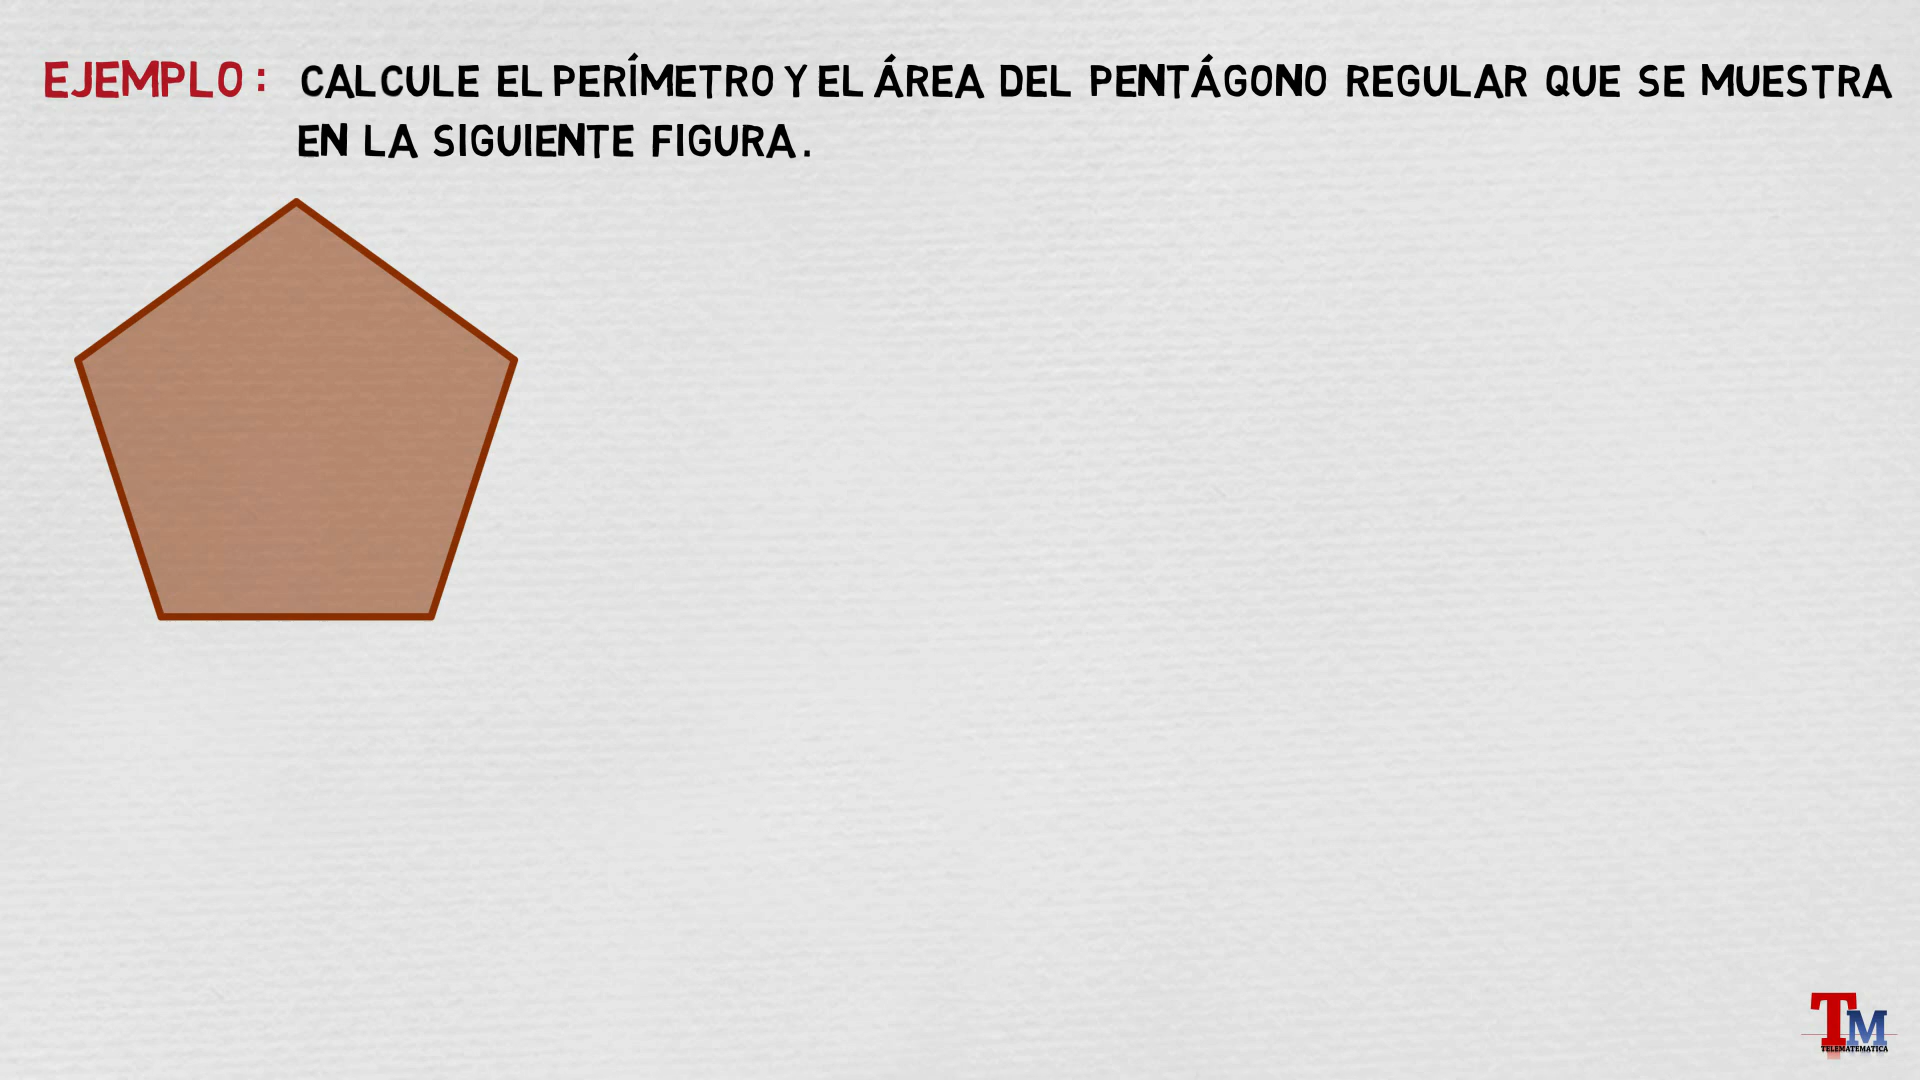 EJEMPLO: CALCULE EL PERÍMETRO Y EL ÁREA DEL PENTÁGONO REGULAR QUE SE MUESTRA
EN LA SIGUIENTE FIGURA.
TM
TELEMATEMATICA